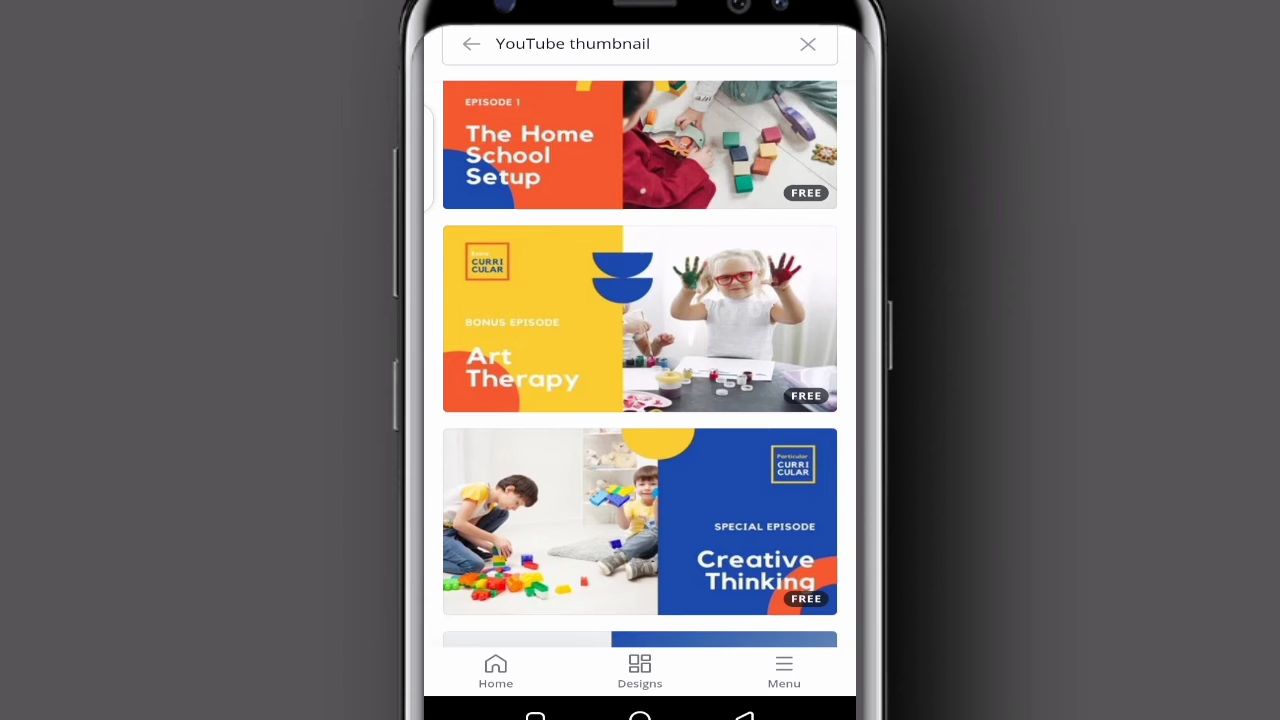 YouTube thumbnail
EPISODE 1
The Home
School
Setup
FREE
CURRI
CULAR
BONUS EPISODE
Art
Therapy
FREE
Particular
CURRI
CULAR
SPECIAL EPISODE
Creative
Thinking
FREE
Home
Designs
Menu